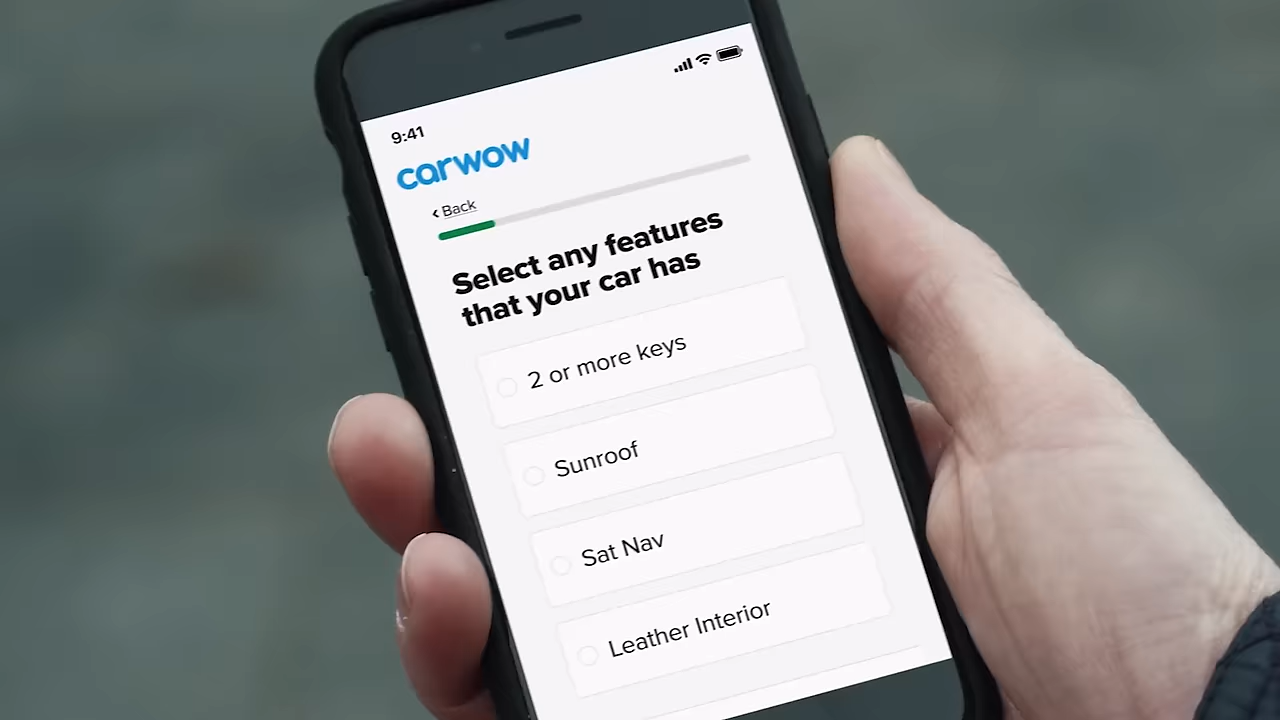 9:41
carwow
‹ Back
Select any features
that your car has
2 or more keys
Sunroof
Sat Nav
Leather Interior